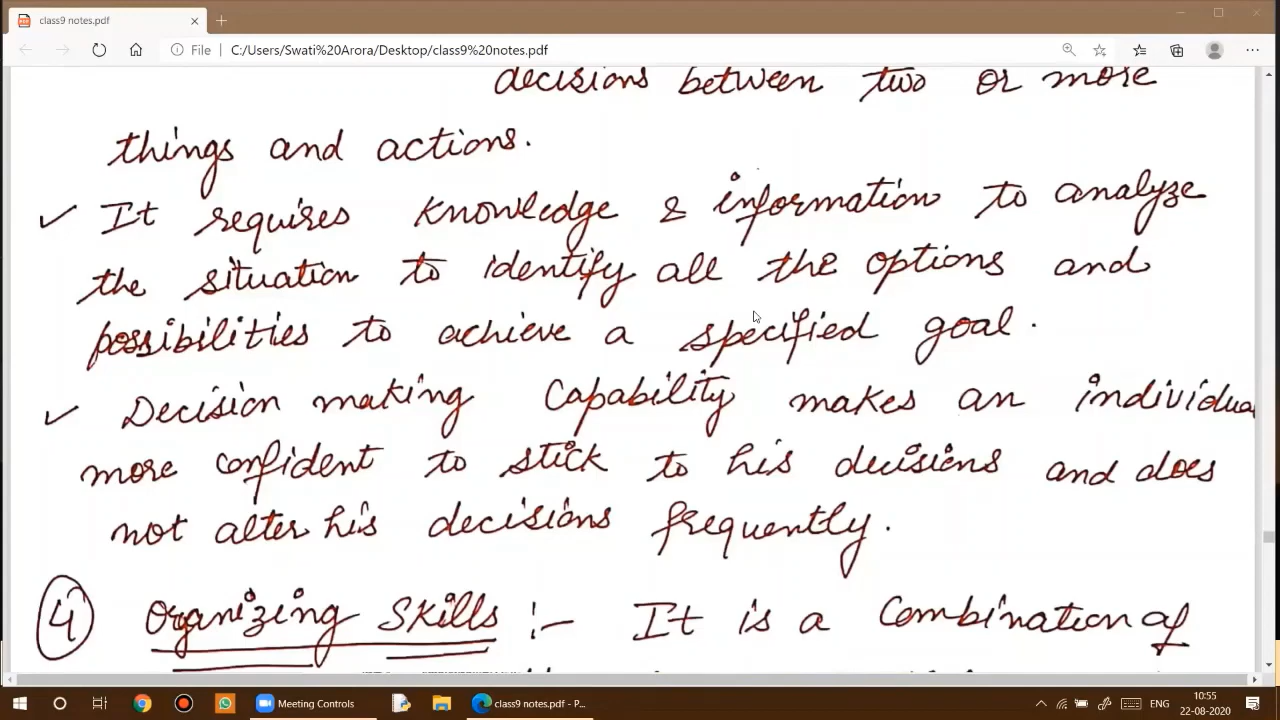 class9 notes.pdf
File
C:/Users/Swati%20Arora/Desktop/class9%20notes.pdf
decisions between two or more
things and actions.
✓ It requires knowledge & information to analyze
the situation to identify all the options and
possibilities to achieve a specified goal.
✓ Decision making capability makes an individua
more confident to stick to his decisions and does
not alter his decisions frequently.
4 Organizing Skills :- It is a combination of
Meeting Controls
class9 notes.pdf - P...
ENG
10:55
22-08-2020